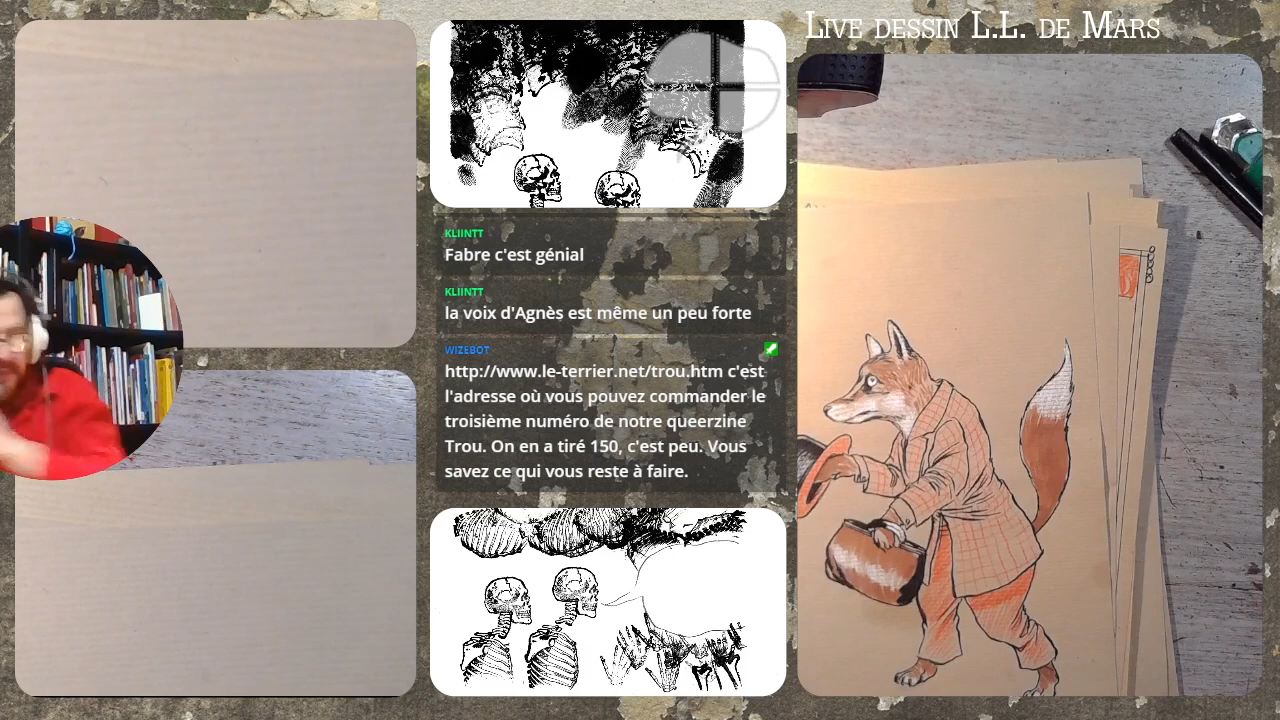 Live dessin L.L. de Mars
KLIINTT
Fabre c'est génial
KLIINTT
la voix d'Agnès est même un peu forte
WIZEBOT
http://www.le-terrier.net/trou.htm c'est
l'adresse où vous pouvez commander le
troisième numéro de notre queerzine
Trou. On en a tiré 150, c'est peu. Vous
savez ce qui vous reste à faire.